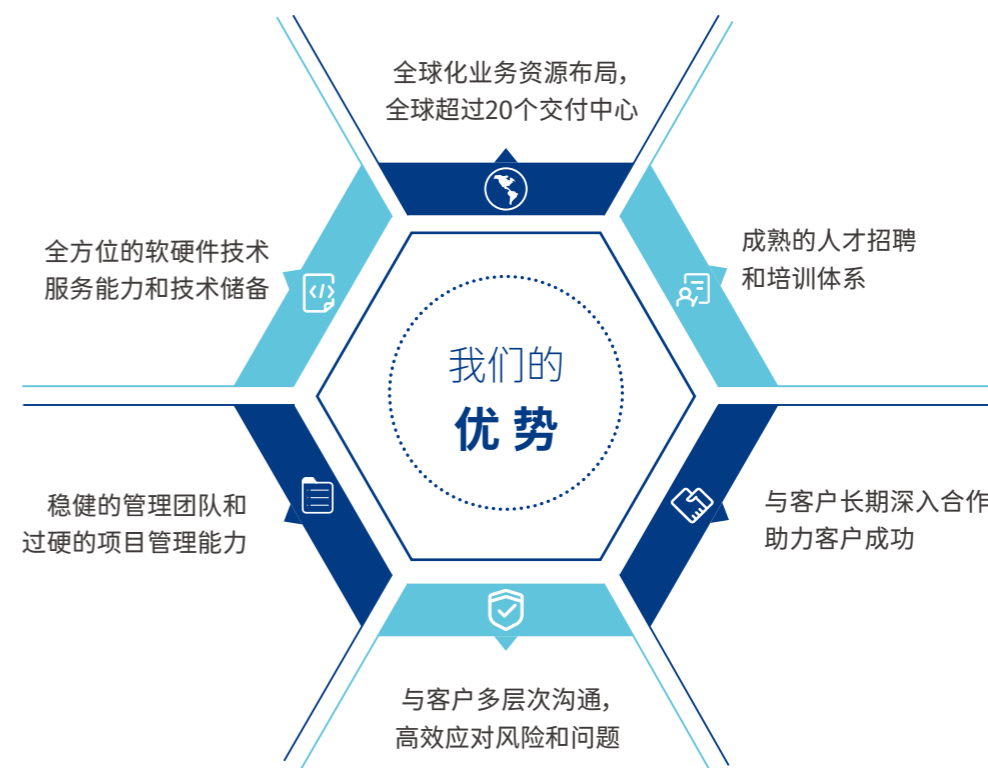 全球化业务资源布局，
全球超过20个交付中心
全方位的软硬件技术
服务能力和技术储备
成熟的人才招聘
和培训体系
我们的
优势
稳健的管理团队和
过硬的项目管理能力
与客户长期深入合作
助力客户成功
与客户多层次沟通，
高效应对风险和问题